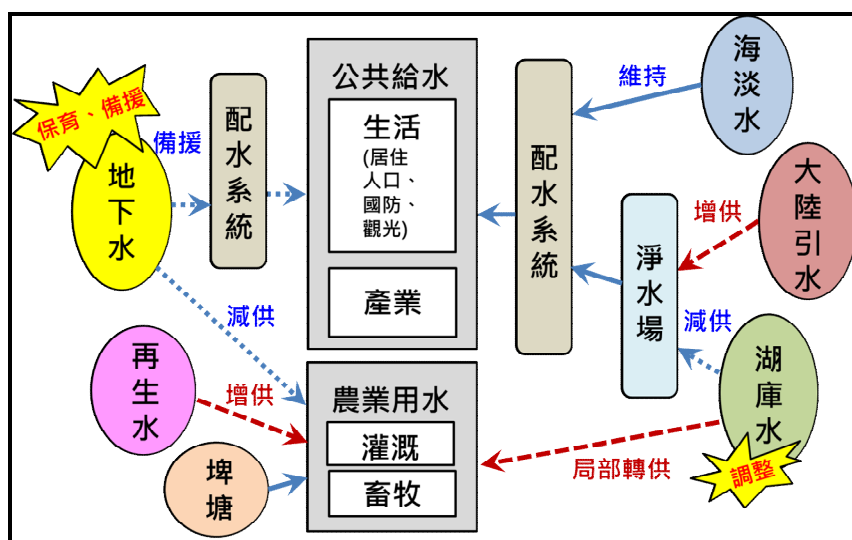 保育、備援
地下水
備援
配水系統
公共給水
生活
(居住
人口、
國防、
觀光)
產業
配水系統
維持
海淡水
大陸引水
增供
淨水場
減供
湖庫水
調整
減供
再生水
增供
埤塘
農業用水
灌溉
畜牧
局部轉供